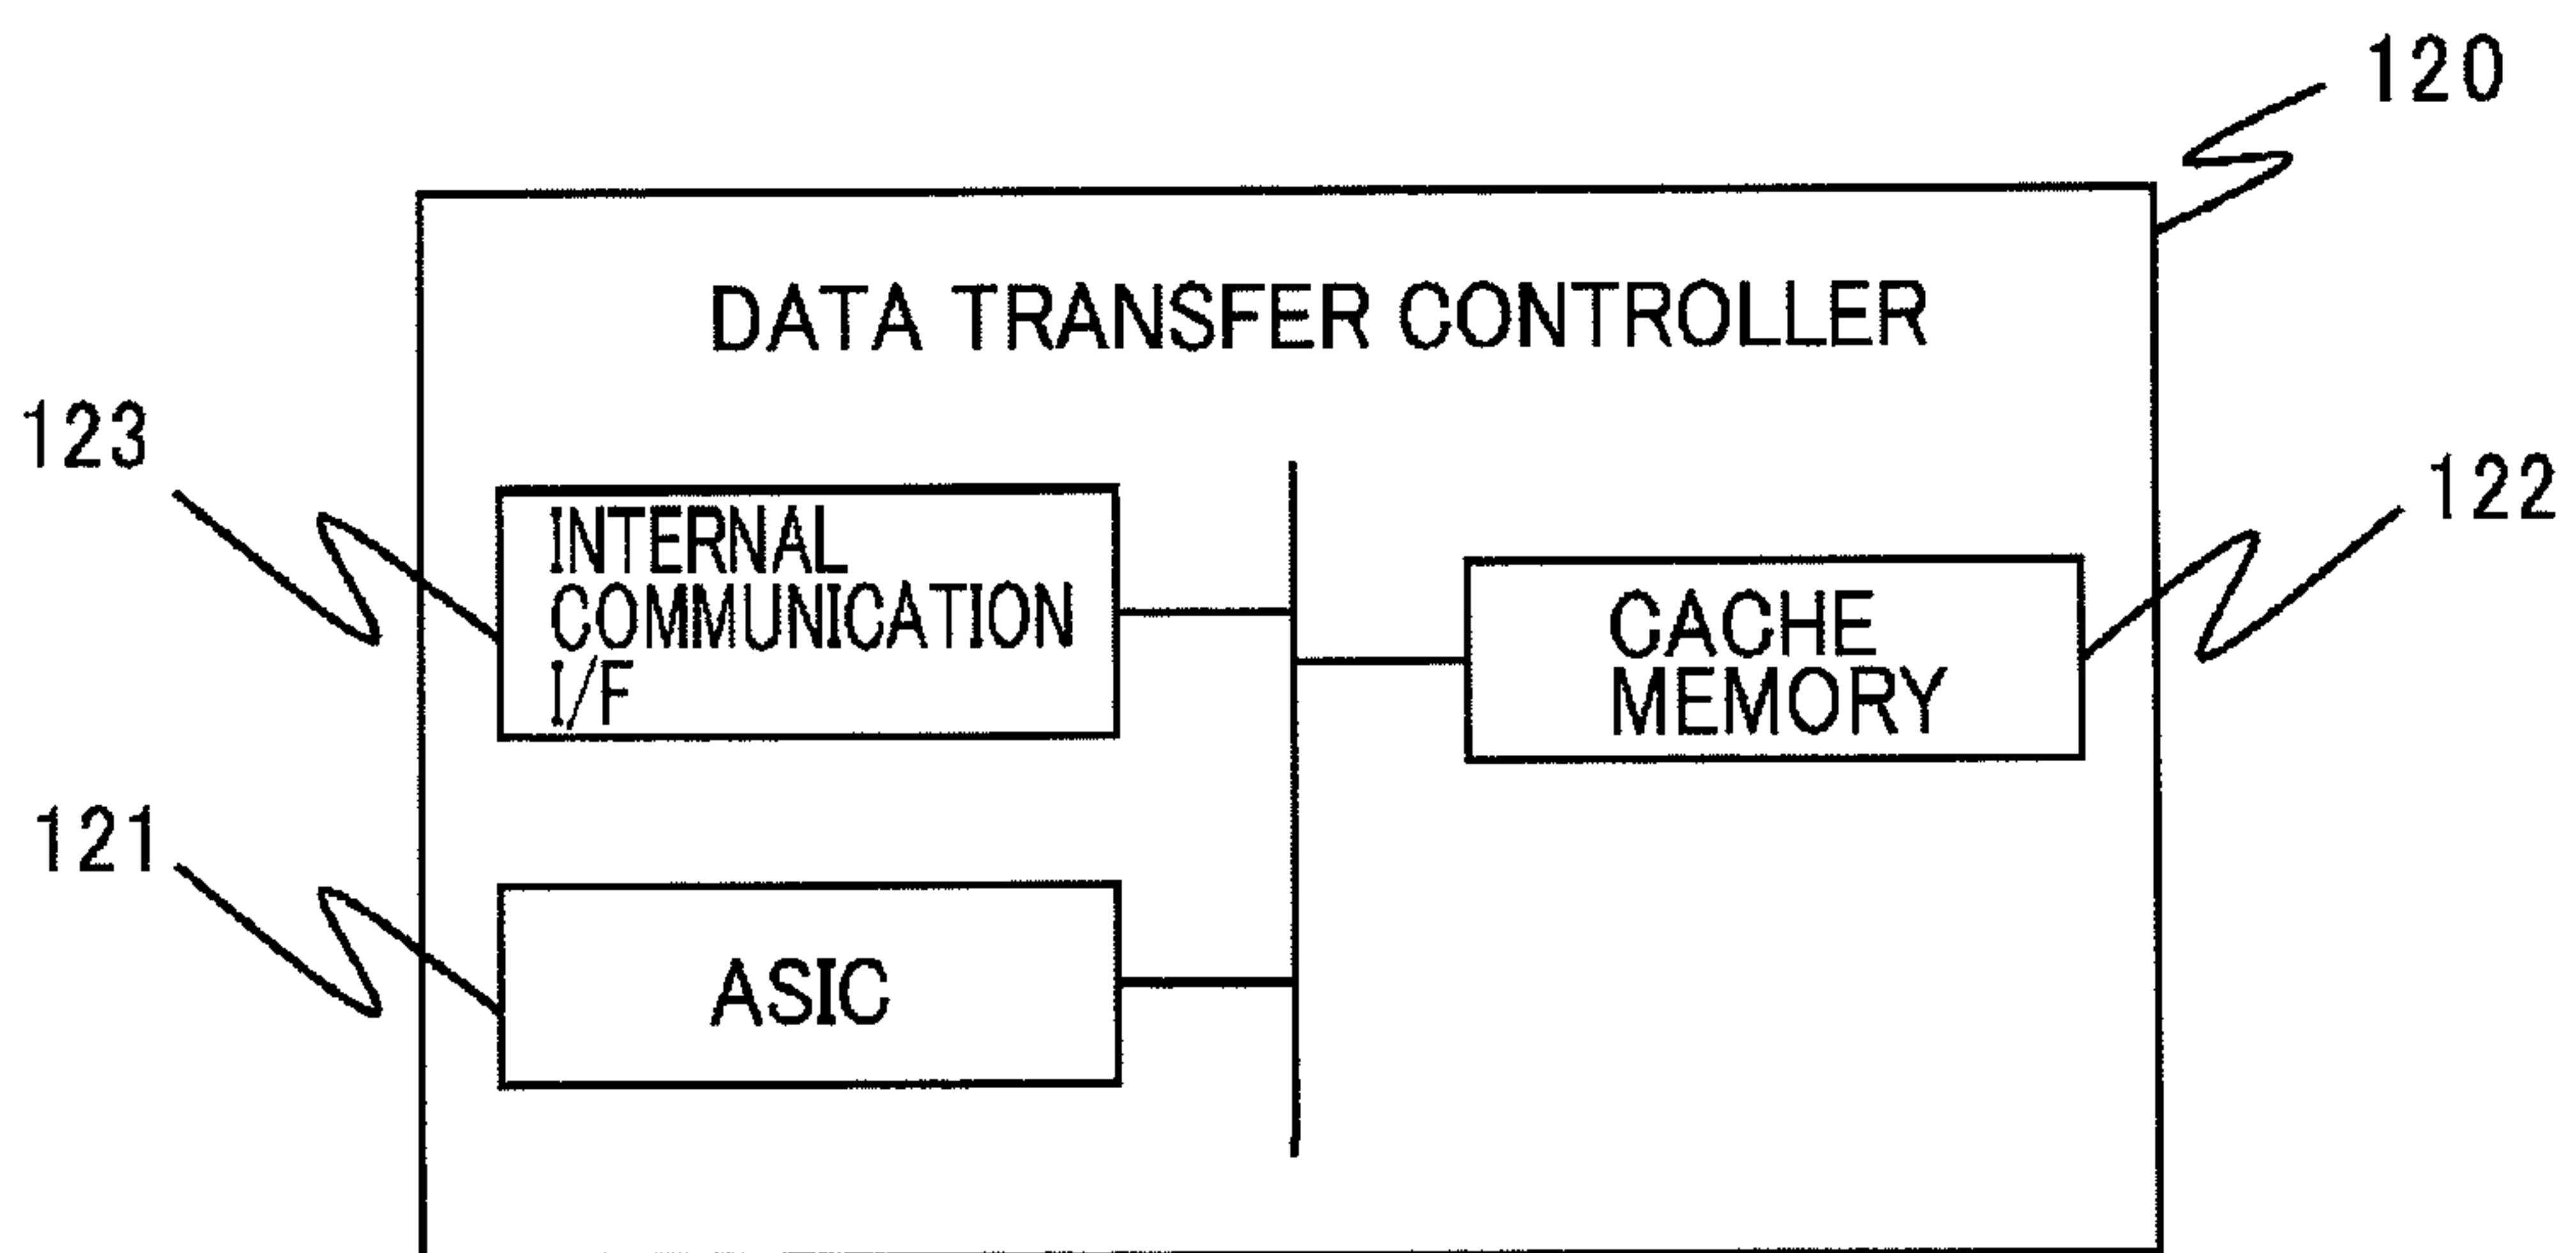 120
DATA TRANSFER CONTROLLER
123
INTERNAL
COMMUNICATION
I/F
122
CACHE
MEMORY
121
ASIC